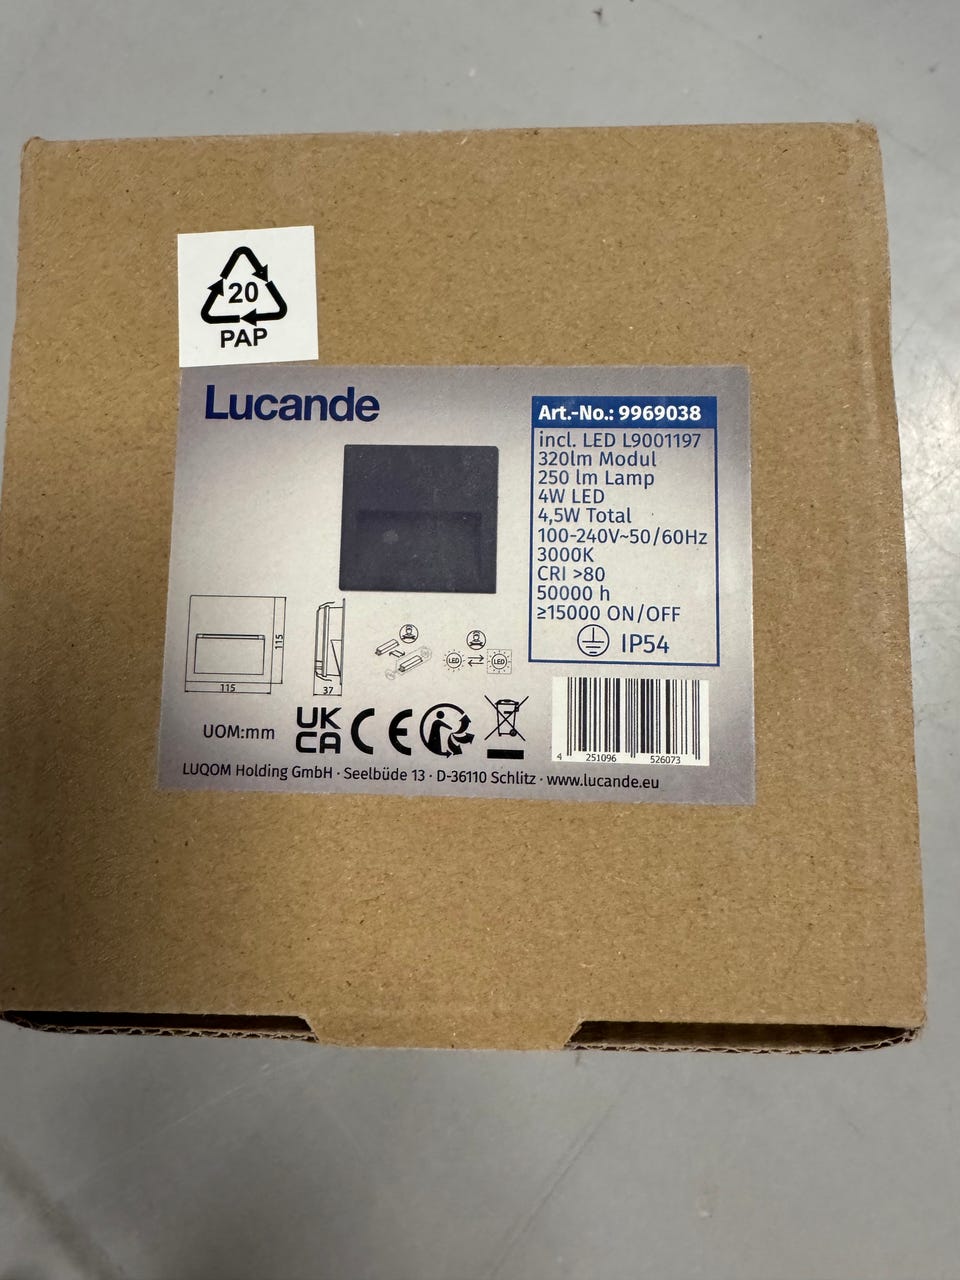 20
PAP
Lucande
Art.-No.: 9969038
incl. LED L9001197
320lm Modul
250 lm Lamp
4W LED
4,5W Total
100-240V~50/60Hz
3000K
CRI >80
50000 h
≥15000 ON/OFF
IP54
115
115
37
LED
LED
UOM:mm
UK
CA
CE
4 251096 526073
LUQOM Holding GmbH · Seelbüde 13 · D-36110 Schlitz · www.lucande.eu